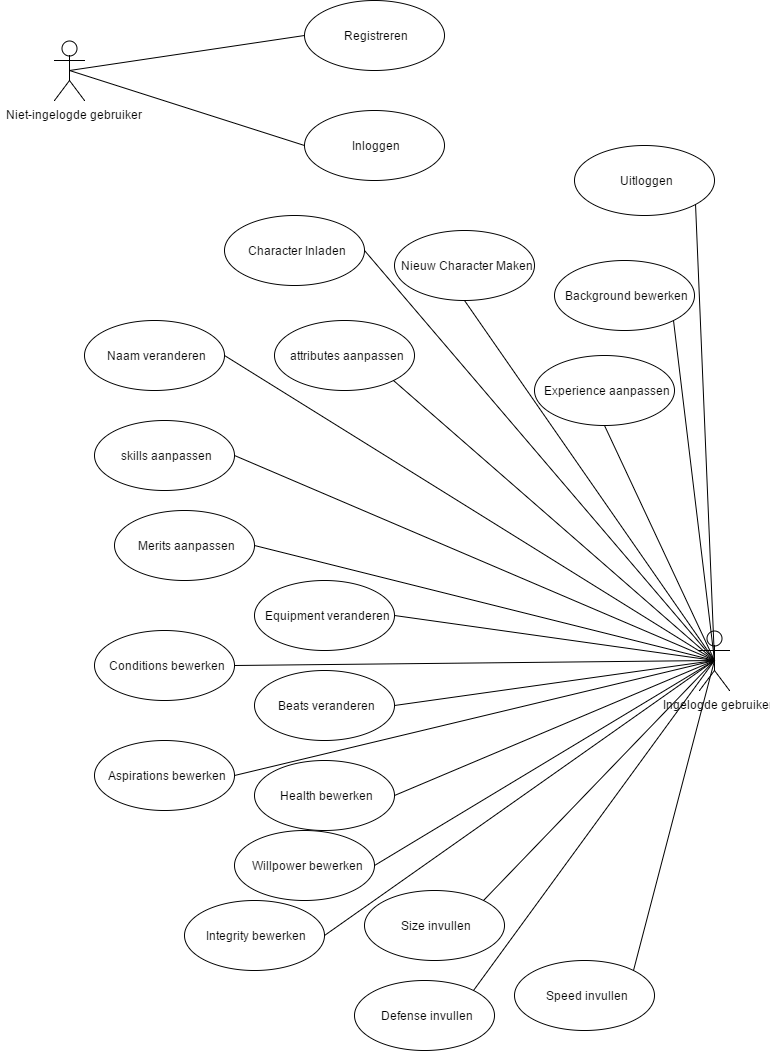 Registreren
Niet-ingelogde gebruiker
Inloggen
Uitloggen
Character Inladen
Nieuw Character Maken
Background bewerken
Naam veranderen
attributes aanpassen
Experience aanpassen
skills aanpassen
Merits aanpassen
Equipment veranderen
Conditions bewerken
Ingelogde gebruiker
Beats veranderen
Aspirations bewerken
Health bewerken
Willpower bewerken
Size invullen
Integrity bewerken
Speed invullen
Defense invullen